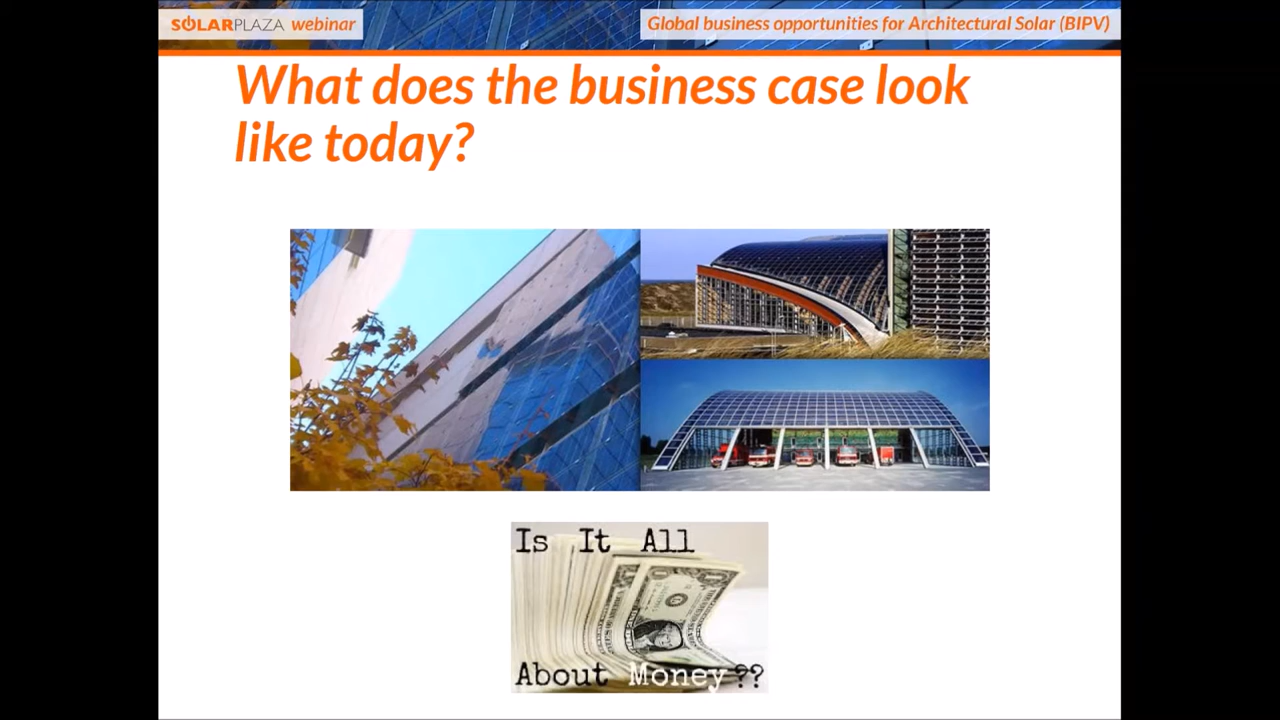 SOLARPLAZA webinar
Global business opportunities for Architectural Solar (BIPV)
What does the business case look
like today?
Is It All
About Money??